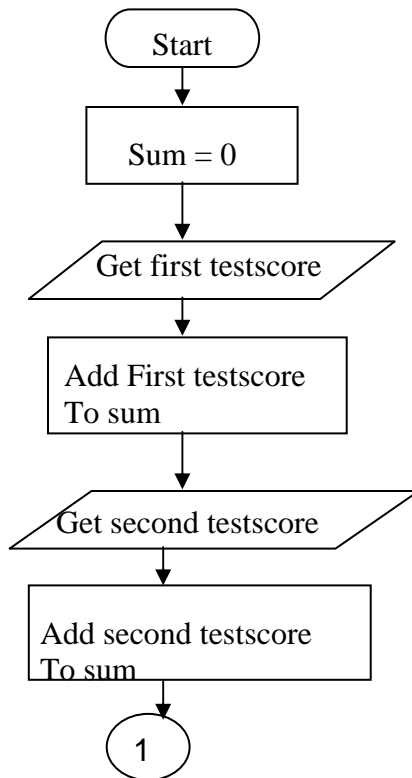 Start
Sum = 0
Get first testscore
Add First testscore
To sum
Get second testscore
Add second testscore
To sum
1